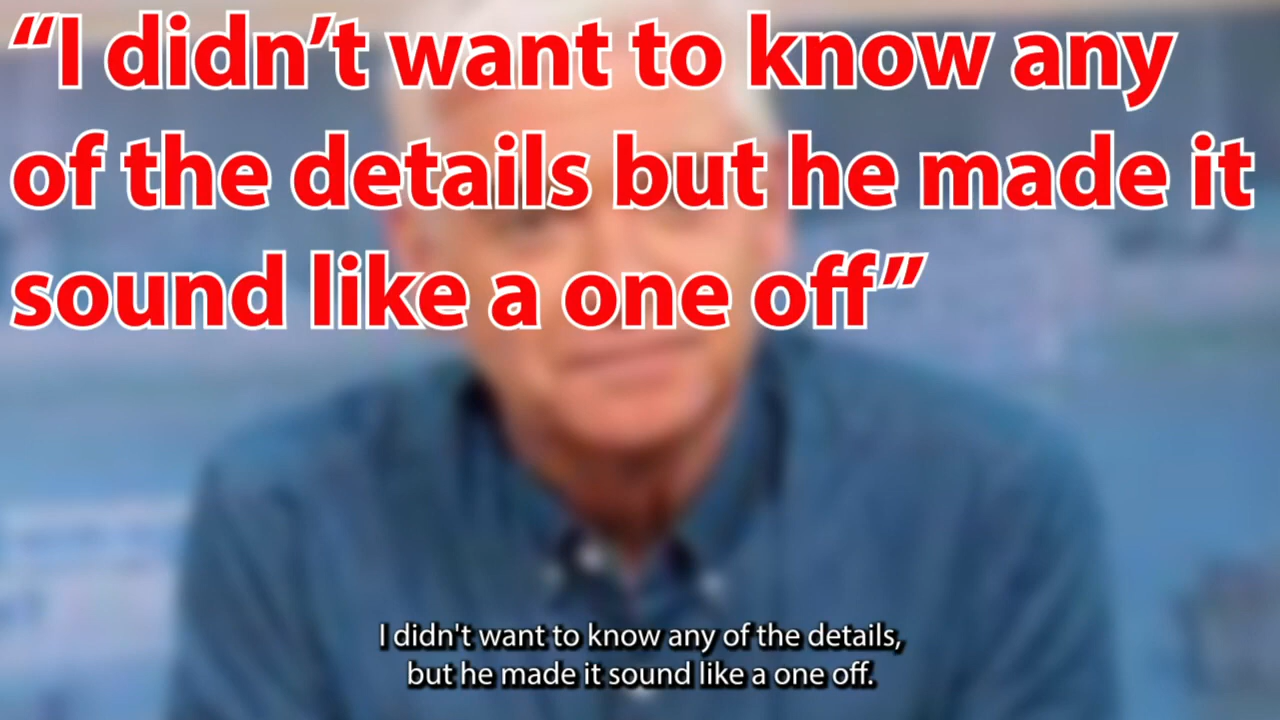 “I didn’t want to know any
of the details but he made it
sound like a one off”
I didn't want to know any of the details,
but he made it sound like a one off.